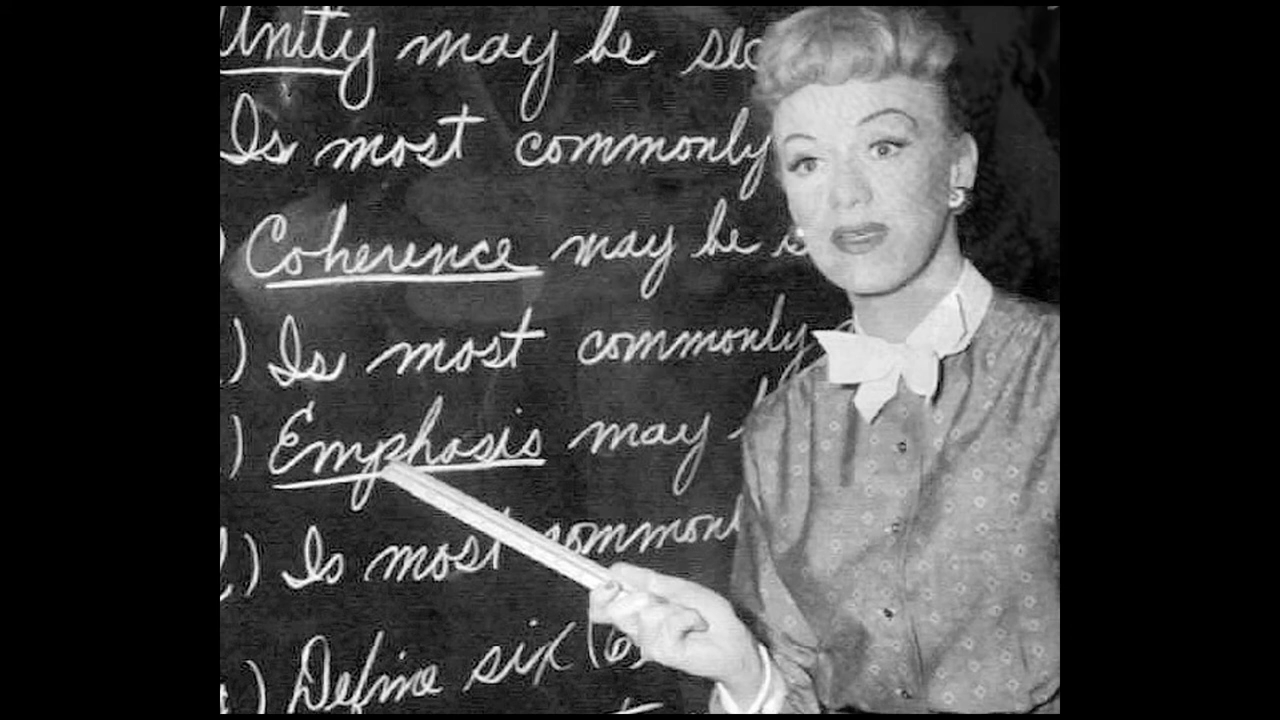 Unity may be
Is most commonly
) Coherence may be
) Is most commonly
) Emphasis may
) Is most
) Define six (6)